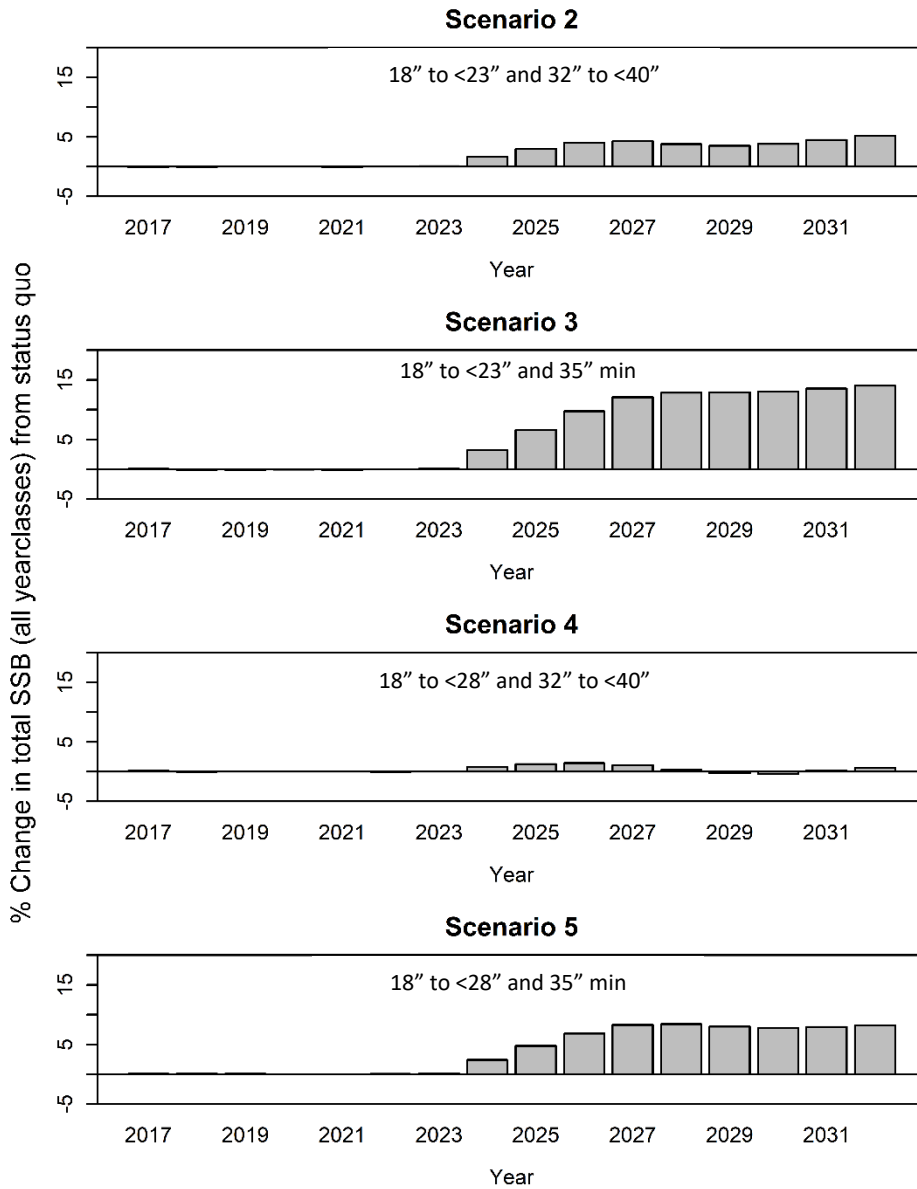 % Change in total SSB (all yearclasses) from status quo
Scenario 2
18” to <23” and 32” to <40”
15
5
-5
2017 2019 2021 2023 2025 2027 2029 2031
Year
Scenario 3
18” to <23” and 35” min
15
5
-5
2017 2019 2021 2023 2025 2027 2029 2031
Year
Scenario 4
18” to <28” and 32” to <40”
15
5
-5
2017 2019 2021 2023 2025 2027 2029 2031
Year
Scenario 5
18” to <28” and 35” min
15
5
-5
2017 2019 2021 2023 2025 2027 2029 2031
Year